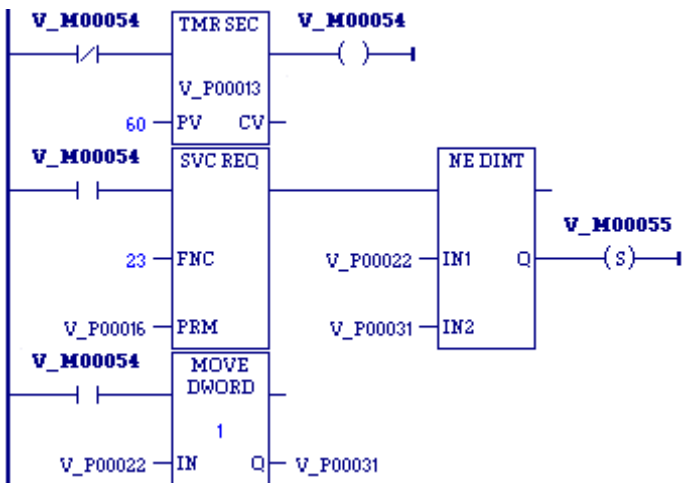 V_M00054 TMR SEC V_M00054
V_P00013
60 PV CV
V_M00054 SVC REQ NE DINT
V_M00055
(S)
23 FNC V_P00022 IN1 Q
V_P00016 PRM V_P00031 IN2
V_M00054 MOVE
DWORD
1
V_P00022 IN Q V_P00031